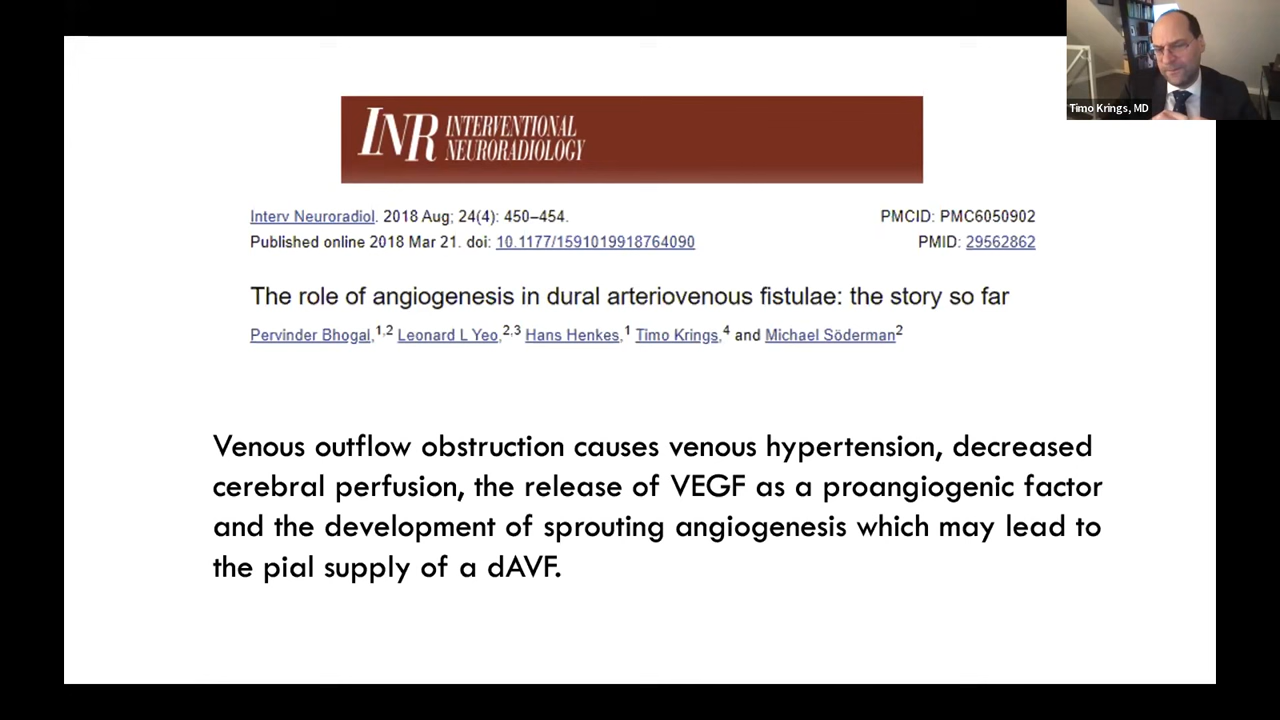 Timo Krings, MD
INR INTERVENTIONAL
NEURORADIOLOGY
Interv Neuroradiol. 2018 Aug; 24(4): 450–454.
PMCID: PMC6050902
Published online 2018 Mar 21. doi: 10.1177/1591019918764090
PMID: 29562862
The role of angiogenesis in dural arteriovenous fistulae: the story so far
Pervinder Bhogal,1,2 Leonard L Yeo,2,3 Hans Henkes,1 Timo Krings,4 and Michael Söderman2
Venous outflow obstruction causes venous hypertension, decreased
cerebral perfusion, the release of VEGF as a proangiogenic factor
and the development of sprouting angiogenesis which may lead to
the pial supply of a dAVF.